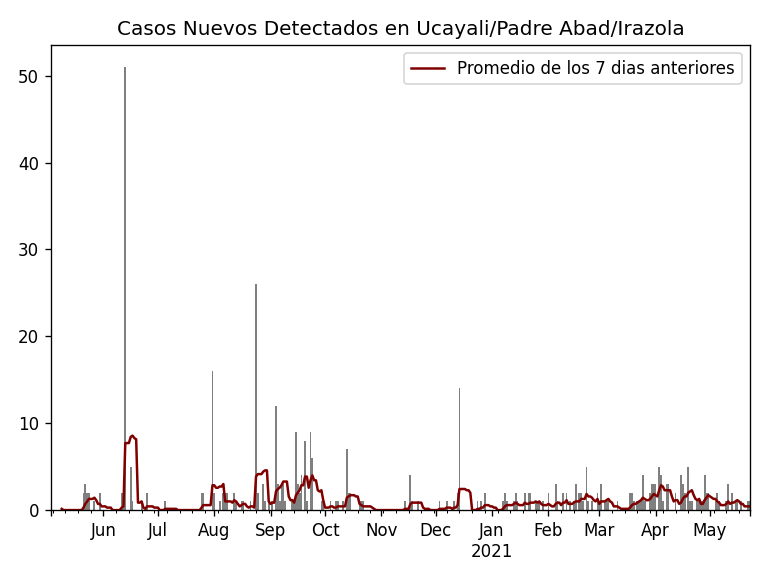 Casos Nuevos Detectados en Ucayali/Padre Abad/Irazola
Promedio de los 7 dias anteriores
50
40
30
20
10
0
Jun Jul Aug Sep Oct Nov Dec Jan Feb Mar Apr May
2021